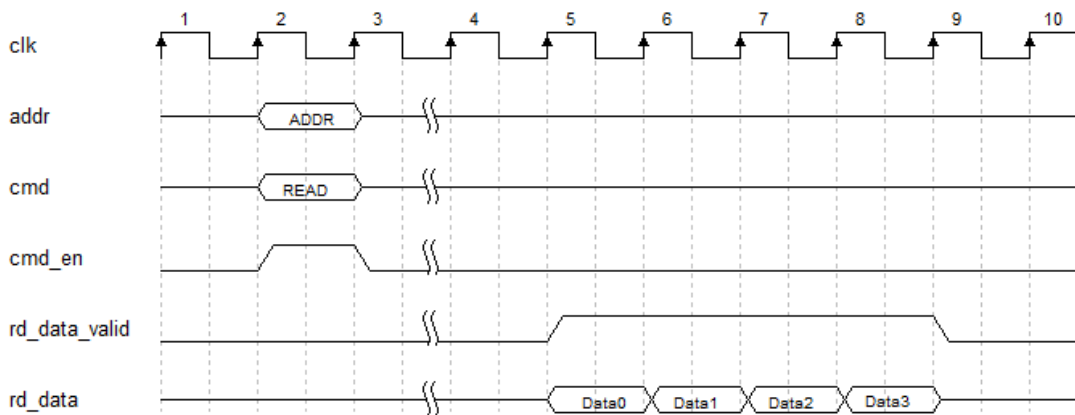 1 2 3 4 5 6 7 8 9 10
clk
addr ADDR
cmd READ
cmd_en
rd_data_valid
rd_data Data0 Data1 Data2 Data3